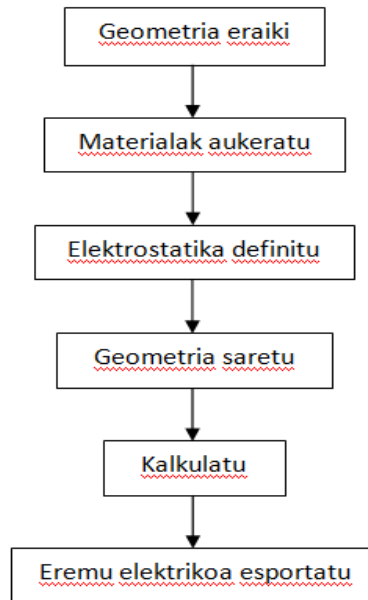 Geometria eraiki
Materialak aukeratu
Elektrostatika definitu
Geometria saretu
Kalkulatu
Eremu elektrikoa esportatu